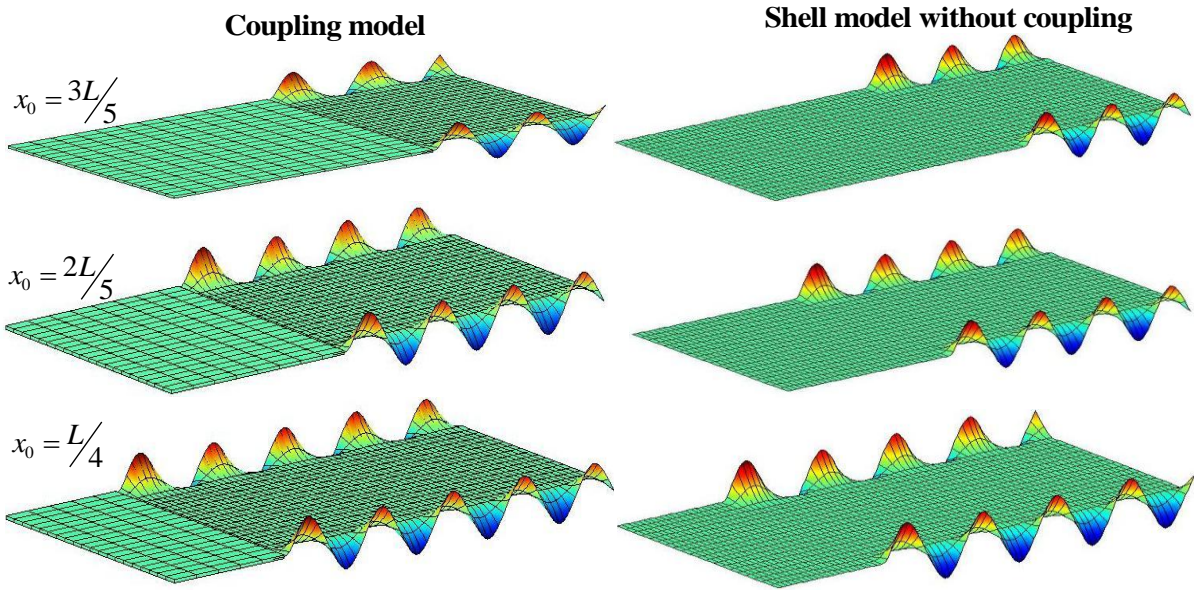 Coupling model
Shell model without coupling
x₀ = 3L/5
x₀ = 2L/5
x₀ = L/4